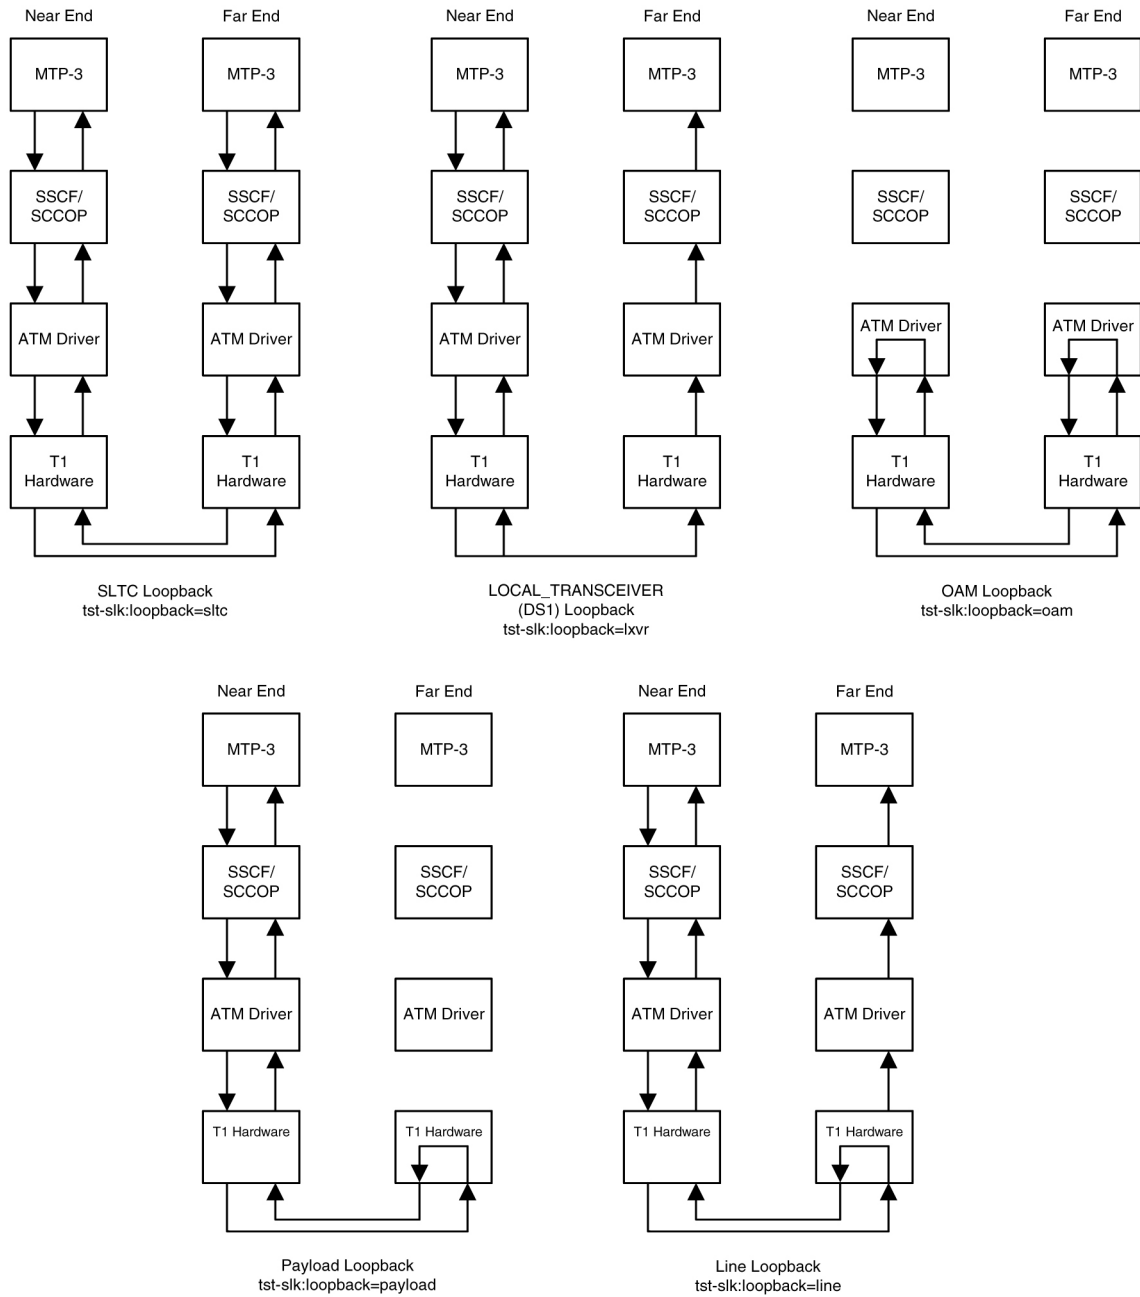 Near End
Far End
MTP-3
MTP-3
SSCF/
SCCOP
SSCF/
SCCOP
ATM Driver
ATM Driver
T1
Hardware
T1
Hardware
SLTC Loopback
tst-slk:loopback=sltc
Near End
Far End
MTP-3
MTP-3
SSCF/
SCCOP
SSCF/
SCCOP
ATM Driver
ATM Driver
T1
Hardware
T1
Hardware
LOCAL_TRANSCEIVER
(DS1) Loopback
tst-slk:loopback=lxvr
Near End
Far End
MTP-3
MTP-3
SSCF/
SCCOP
SSCF/
SCCOP
ATM Driver
ATM Driver
T1
Hardware
T1
Hardware
OAM Loopback
tst-slk:loopback=oam
Near End
Far End
MTP-3
MTP-3
SSCF/
SCCOP
SSCF/
SCCOP
ATM Driver
ATM Driver
T1 Hardware
T1 Hardware
Payload Loopback
tst-slk:loopback=payload
Near End
Far End
MTP-3
MTP-3
SSCF/
SCCOP
SSCF/
SCCOP
ATM Driver
ATM Driver
T1 Hardware
T1 Hardware
Line Loopback
tst-slk:loopback=line